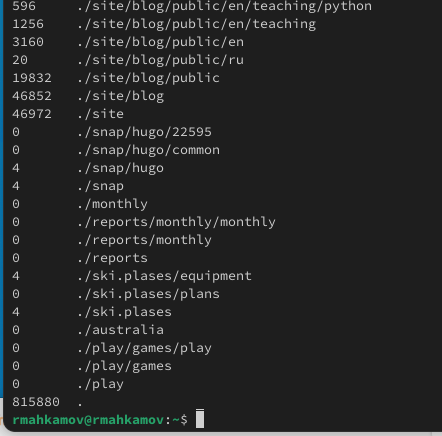 596 ./site/blog/public/en/teaching/python
1256 ./site/blog/public/en/teaching
3160 ./site/blog/public/en
20 ./site/blog/public/ru
19832 ./site/blog/public
46852 ./site/blog
46972 ./site
0 ./snap/hugo/22595
0 ./snap/hugo/common
4 ./snap/hugo
4 ./snap
0 ./monthly
0 ./reports/monthly/monthly
0 ./reports/monthly
0 ./reports
4 ./ski.plases/equipment
0 ./ski.plases/plans
4 ./ski.plases
0 ./australia
0 ./play/games/play
0 ./play/games
0 ./play
815880 .
rmahkamov@rmahkamov:~$